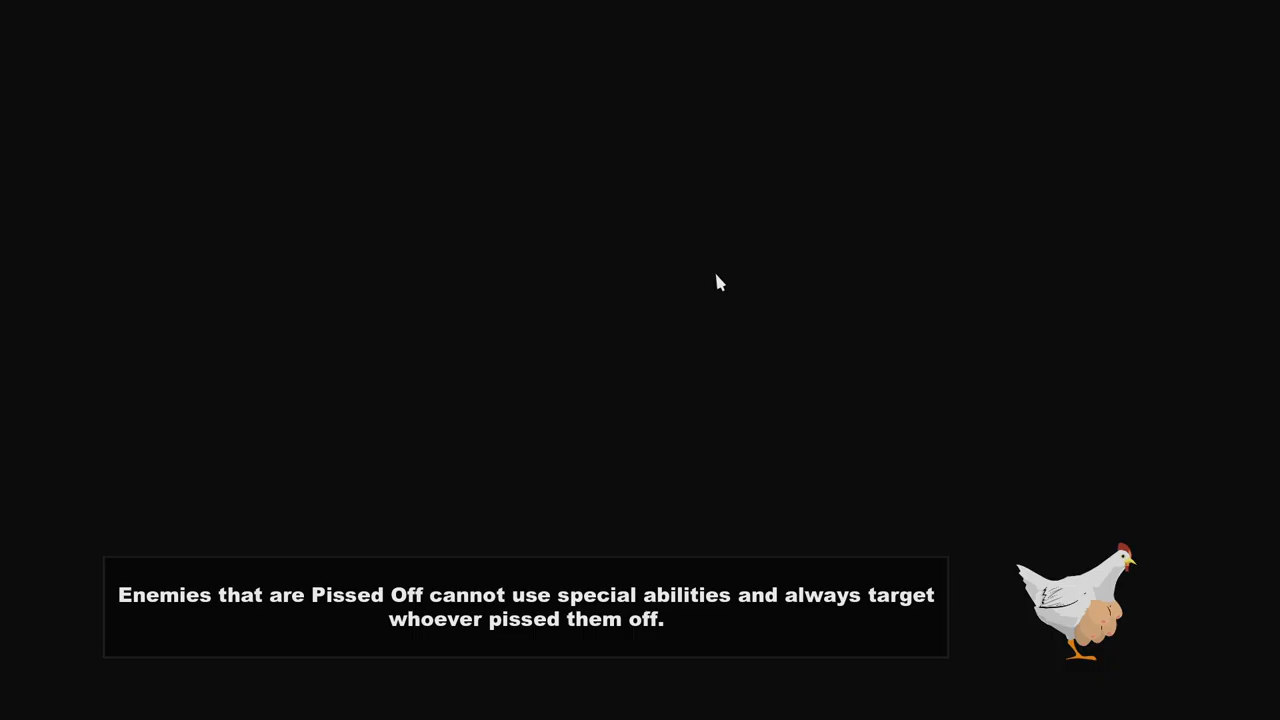 Enemies that are Pissed Off cannot use special abilities and always target
whoever pissed them off.